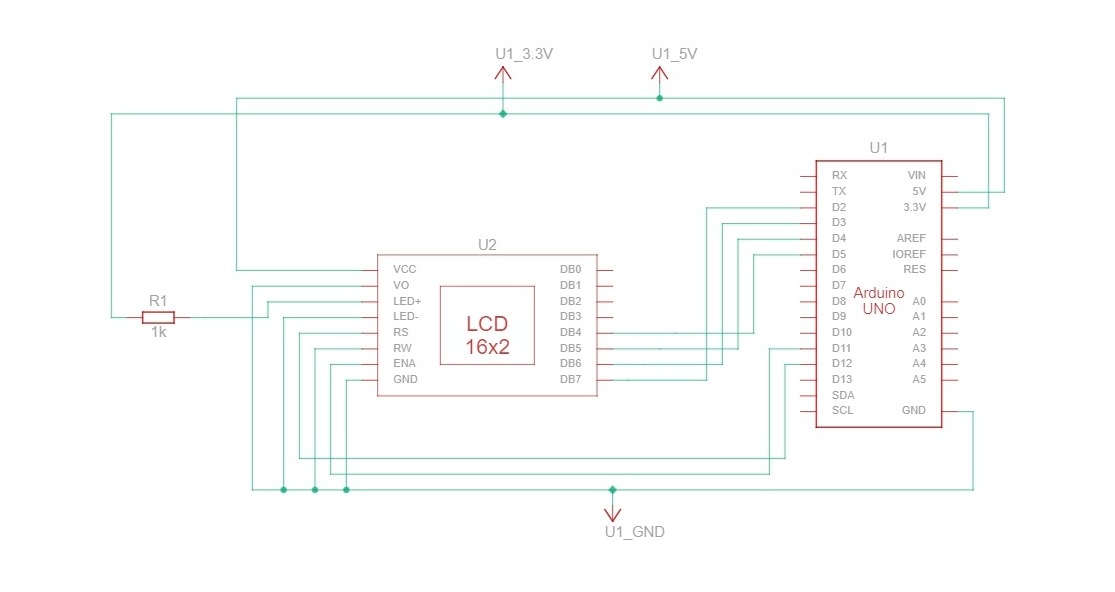 U1_3.3V
U1_5V
U1
RX
VIN
TX
5V
D2
3.3V
D3
D4
AREF
D5
IOREF
D6
RES
D7
D8
A0
D9
A1
D10
A2
D11
A3
D12
A4
D13
A5
SDA
SCL
GND
Arduino
UNO
U2
VCC
DB0
VO
DB1
LED+
DB2
LED-
DB3
RS
DB4
RW
DB5
ENA
DB6
GND
DB7
LCD
16x2
R1
1k
U1_GND